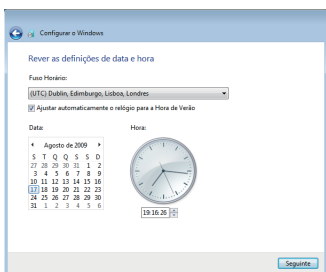 Configurar o Windows
Rever as definições de data e hora
Fuso Horário:
(UTC) Dublin, Edimburgo, Lisboa, Londres
Ajustar automaticamente o relógio para a Hora de Verão
Data: Hora:
Agosto de 2009
S T Q Q S S D
27 28 29 30 31 1 2
3 4 5 6 7 8 9
10 11 12 13 14 15 16
17 18 19 20 21 22 23
24 25 26 27 28 29 30
31 1 2 3 4 5 6
19:16:26
Seguinte